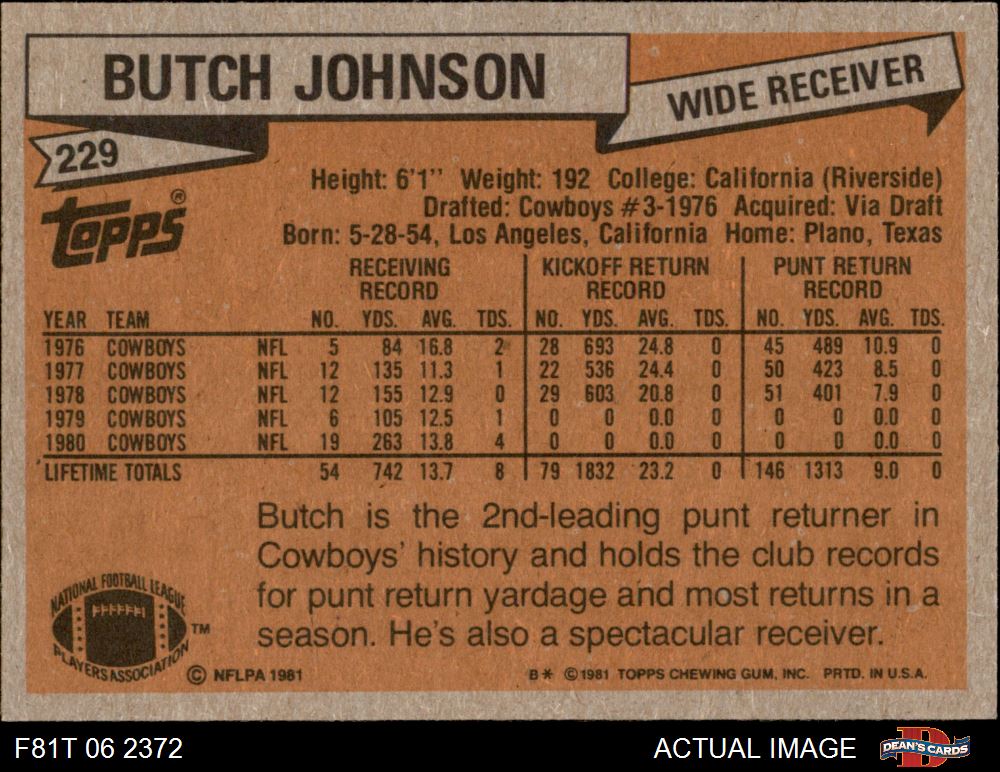 BUTCH JOHNSON
WIDE RECEIVER
229
TOPPS®
Height: 6'1" Weight: 192 College: California (Riverside)
Drafted: Cowboys #3-1976 Acquired: Via Draft
Born: 5-28-54, Los Angeles, California Home: Plano, Texas
RECEIVING RECORD KICKOFF RETURN RECORD PUNT RETURN RECORD
YEAR TEAM NO. YDS. AVG. TDS. NO. YDS. AVG. TDS. NO. YDS. AVG. TDS.
1976 COWBOYS NFL 5 84 16.8 2 28 693 24.8 0 45 489 10.9 0
1977 COWBOYS NFL 12 135 11.3 1 22 536 24.4 0 50 423 8.5 0
1978 COWBOYS NFL 12 155 12.9 0 29 603 20.8 0 51 401 7.9 0
1979 COWBOYS NFL 6 105 12.5 1 0 0 0.0 0 0 0 0.0 0
1980 COWBOYS NFL 19 263 13.8 4 0 0 0.0 0 0 0 0.0 0
LIFETIME TOTALS 54 742 13.7 8 79 1832 23.2 0 146 1313 9.0 0
Butch is the 2nd-leading punt returner in
Cowboys' history and holds the club records
for punt return yardage and most returns in a
season. He's also a spectacular receiver.
NATIONAL FOOTBALL LEAGUE
PLAYERS ASSOCIATION
TM
© NFLPA 1981
B* ©1981 TOPPS CHEWING GUM, INC. PRTD. IN U.S.A.
F81T 06 2372
ACTUAL IMAGE
D
DEAN'S CARDS